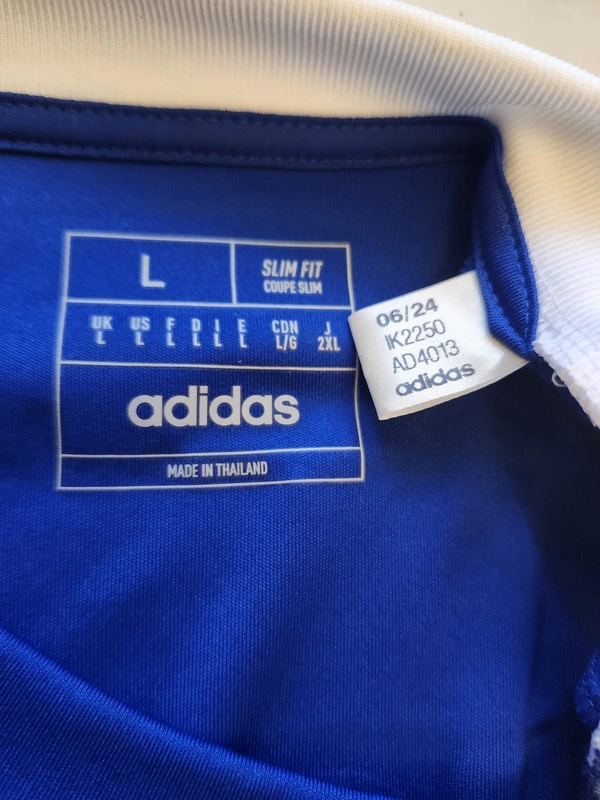 L
SLIM FIT
COUPE SLIM
UK US F D I E CDN J
L L L L L L L/G 2XL
adidas
MADE IN THAILAND
06/24
IK2250
AD4013
adidas